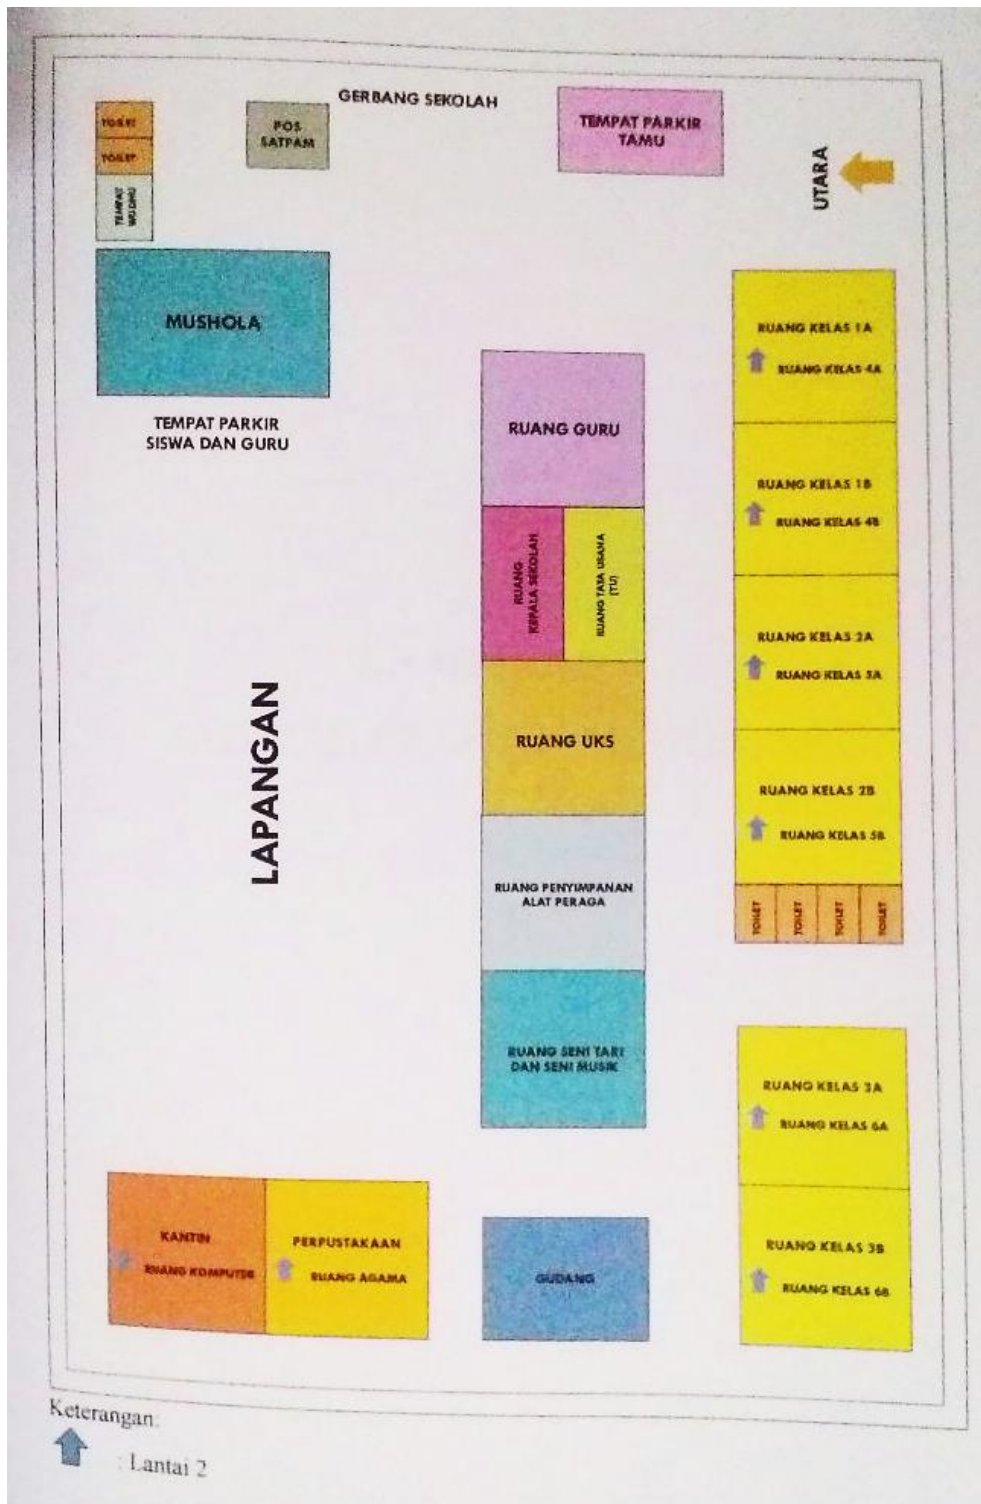 GERBANG SEKOLAH
TOILET
TOILET
TEMPAT
WUDHU
POS
SATPAM
TEMPAT PARKIR
TAMU
UTARA
MUSHOLA
TEMPAT PARKIR
SISWA DAN GURU
LAPANGAN
RUANG GURU
RUANG
KEPALA SEKOLAH
RUANG TATA USAHA
(TU)
RUANG UKS
RUANG PENYIMPANAN
ALAT PERAGA
RUANG SENI TARI
DAN SENI MUSIK
RUANG KELAS 1A
RUANG KELAS 4A
RUANG KELAS 1B
RUANG KELAS 4B
RUANG KELAS 2A
RUANG KELAS 5A
RUANG KELAS 2B
RUANG KELAS 5B
TOILET
TOILET
TOILET
TOILET
RUANG KELAS 3A
RUANG KELAS 6A
RUANG KELAS 3B
RUANG KELAS 6B
KANTIN
RUANG KOMPUTER
PERPUSTAKAAN
RUANG AGAMA
GUDANG
Keterangan:
: Lantai 2